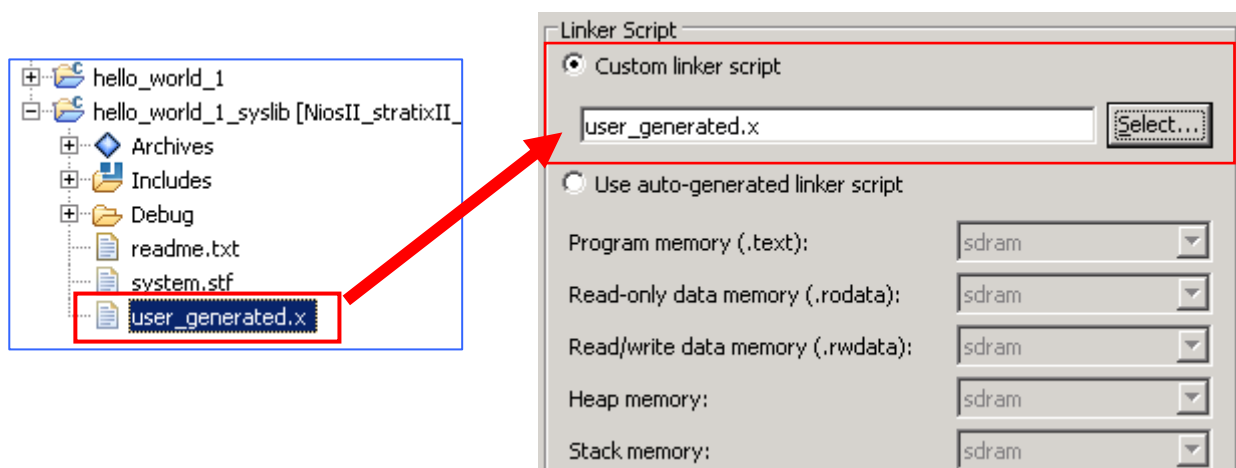 hello_world_1
hello_world_1_syslib [NiosII_stratixII_
Archives
Includes
Debug
readme.txt
system.stf
user_generated.x
Linker Script
Custom linker script
user_generated.x
Select...
Use auto-generated linker script
Program memory (.text): sdram
Read-only data memory (.rodata): sdram
Read/write data memory (.rwdata): sdram
Heap memory: sdram
Stack memory: sdram